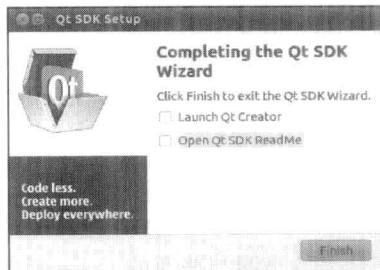 Qt SDK Setup
Completing the Qt SDK
Wizard
Click Finish to exit the Qt SDK Wizard.
Launch Qt Creator
Open Qt SDK ReadMe
Qt
Code less.
Create more.
Deploy everywhere.
Finish